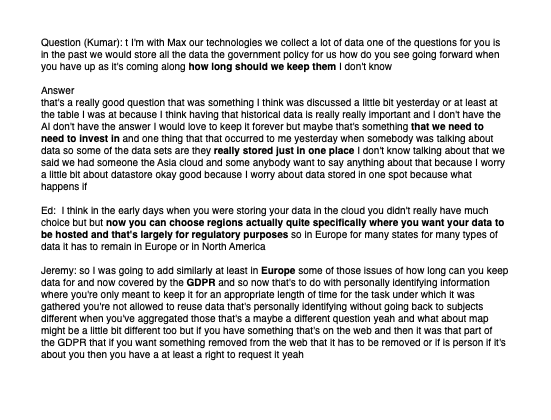 Question (Kumar): t I'm with Max our technologies we collect a lot of data one of the questions for you is
in the past we would store all the data the government policy for us how do you see going forward when
you have up as it's coming along how long should we keep them I don't know
Answer
that's a really good question that was something I think was discussed a little bit yesterday or at least at
the table I was at because I think having that historical data is really really important and I don't have the
AI don't have the answer I would love to keep it forever but maybe that's something that we need to
need to invest in and one thing that that occurred to me yesterday when somebody was talking about
data so some of the data sets are they really stored just in one place I don't know talking about that we
said we had someone the Asia cloud and some anybody want to say anything about that because I worry
a little bit about datastore okay good because I worry about data stored in one spot because what
happens if
Ed: I think in the early days when you were storing your data in the cloud you didn't really have much
choice but but now you can choose regions actually quite specifically where you want your data to
be hosted and that's largely for regulatory purposes so in Europe for many states for many types of
data it has to remain in Europe or in North America
Jeremy: so I was going to add similarly at least in Europe some of those issues of how long can you keep
data for and now covered by the GDPR and so now that's to do with personally identifying information
where you're only meant to keep it for an appropriate length of time for the task under which it was
gathered you're not allowed to reuse data that's personally identifying without going back to subjects
different when you've aggregated those that's a maybe a different question yeah and what about map
might be a little bit different too but if you have something that's on the web and then it was that part of
the GDPR that if you want something removed from the web that it has to be removed or if is person if it's
about you then you have a at least a right to request it yeah